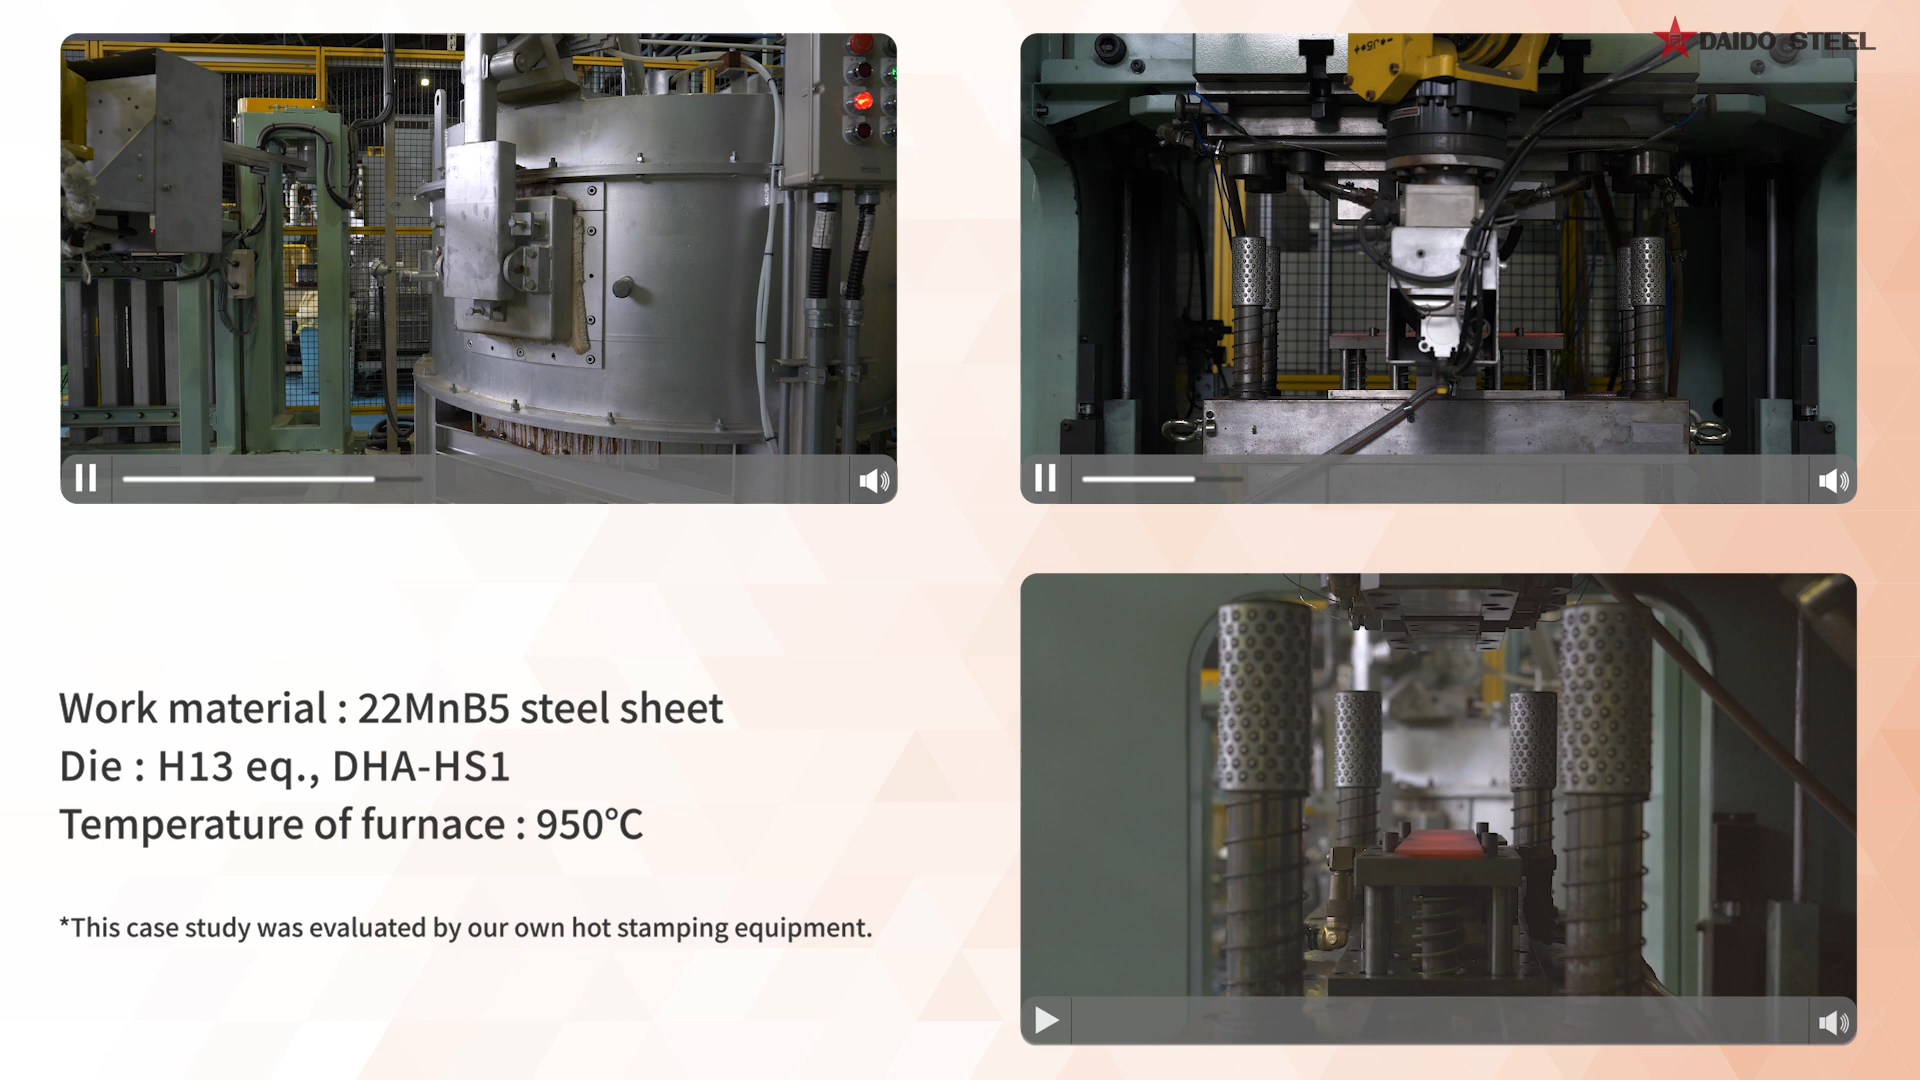 DAIDO STEEL
Work material : 22MnB5 steel sheet
Die : H13 eq., DHA-HS1
Temperature of furnace : 950℃
*This case study was evaluated by our own hot stamping equipment.